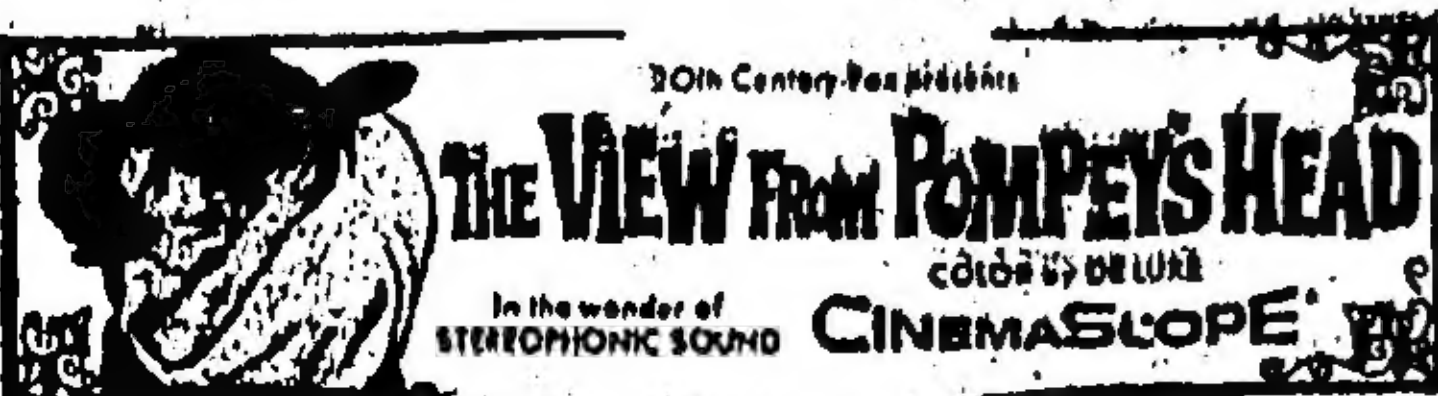 20th Century-Fox presents
THE VIEW FROM POMPEY'S HEAD
COLOR by DE LUXE
In the wonder of
STEREOPHONIC SOUND
CINEMASCOPE